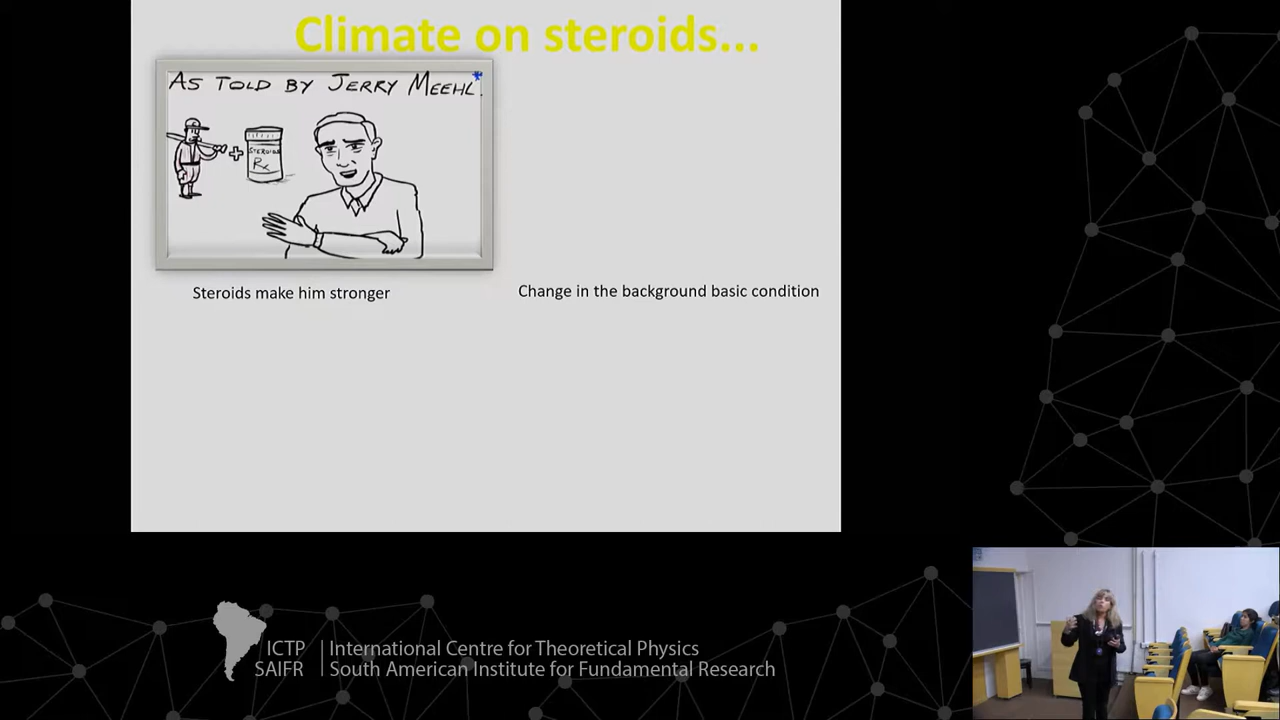 Climate on steroids...
AS TOLD BY JERRY MEEHL*.
STEROIDS
Rx
Steroids make him stronger
Change in the background basic condition
ICTP
SAIFR
International Centre for Theoretical Physics
South American Institute for Fundamental Research